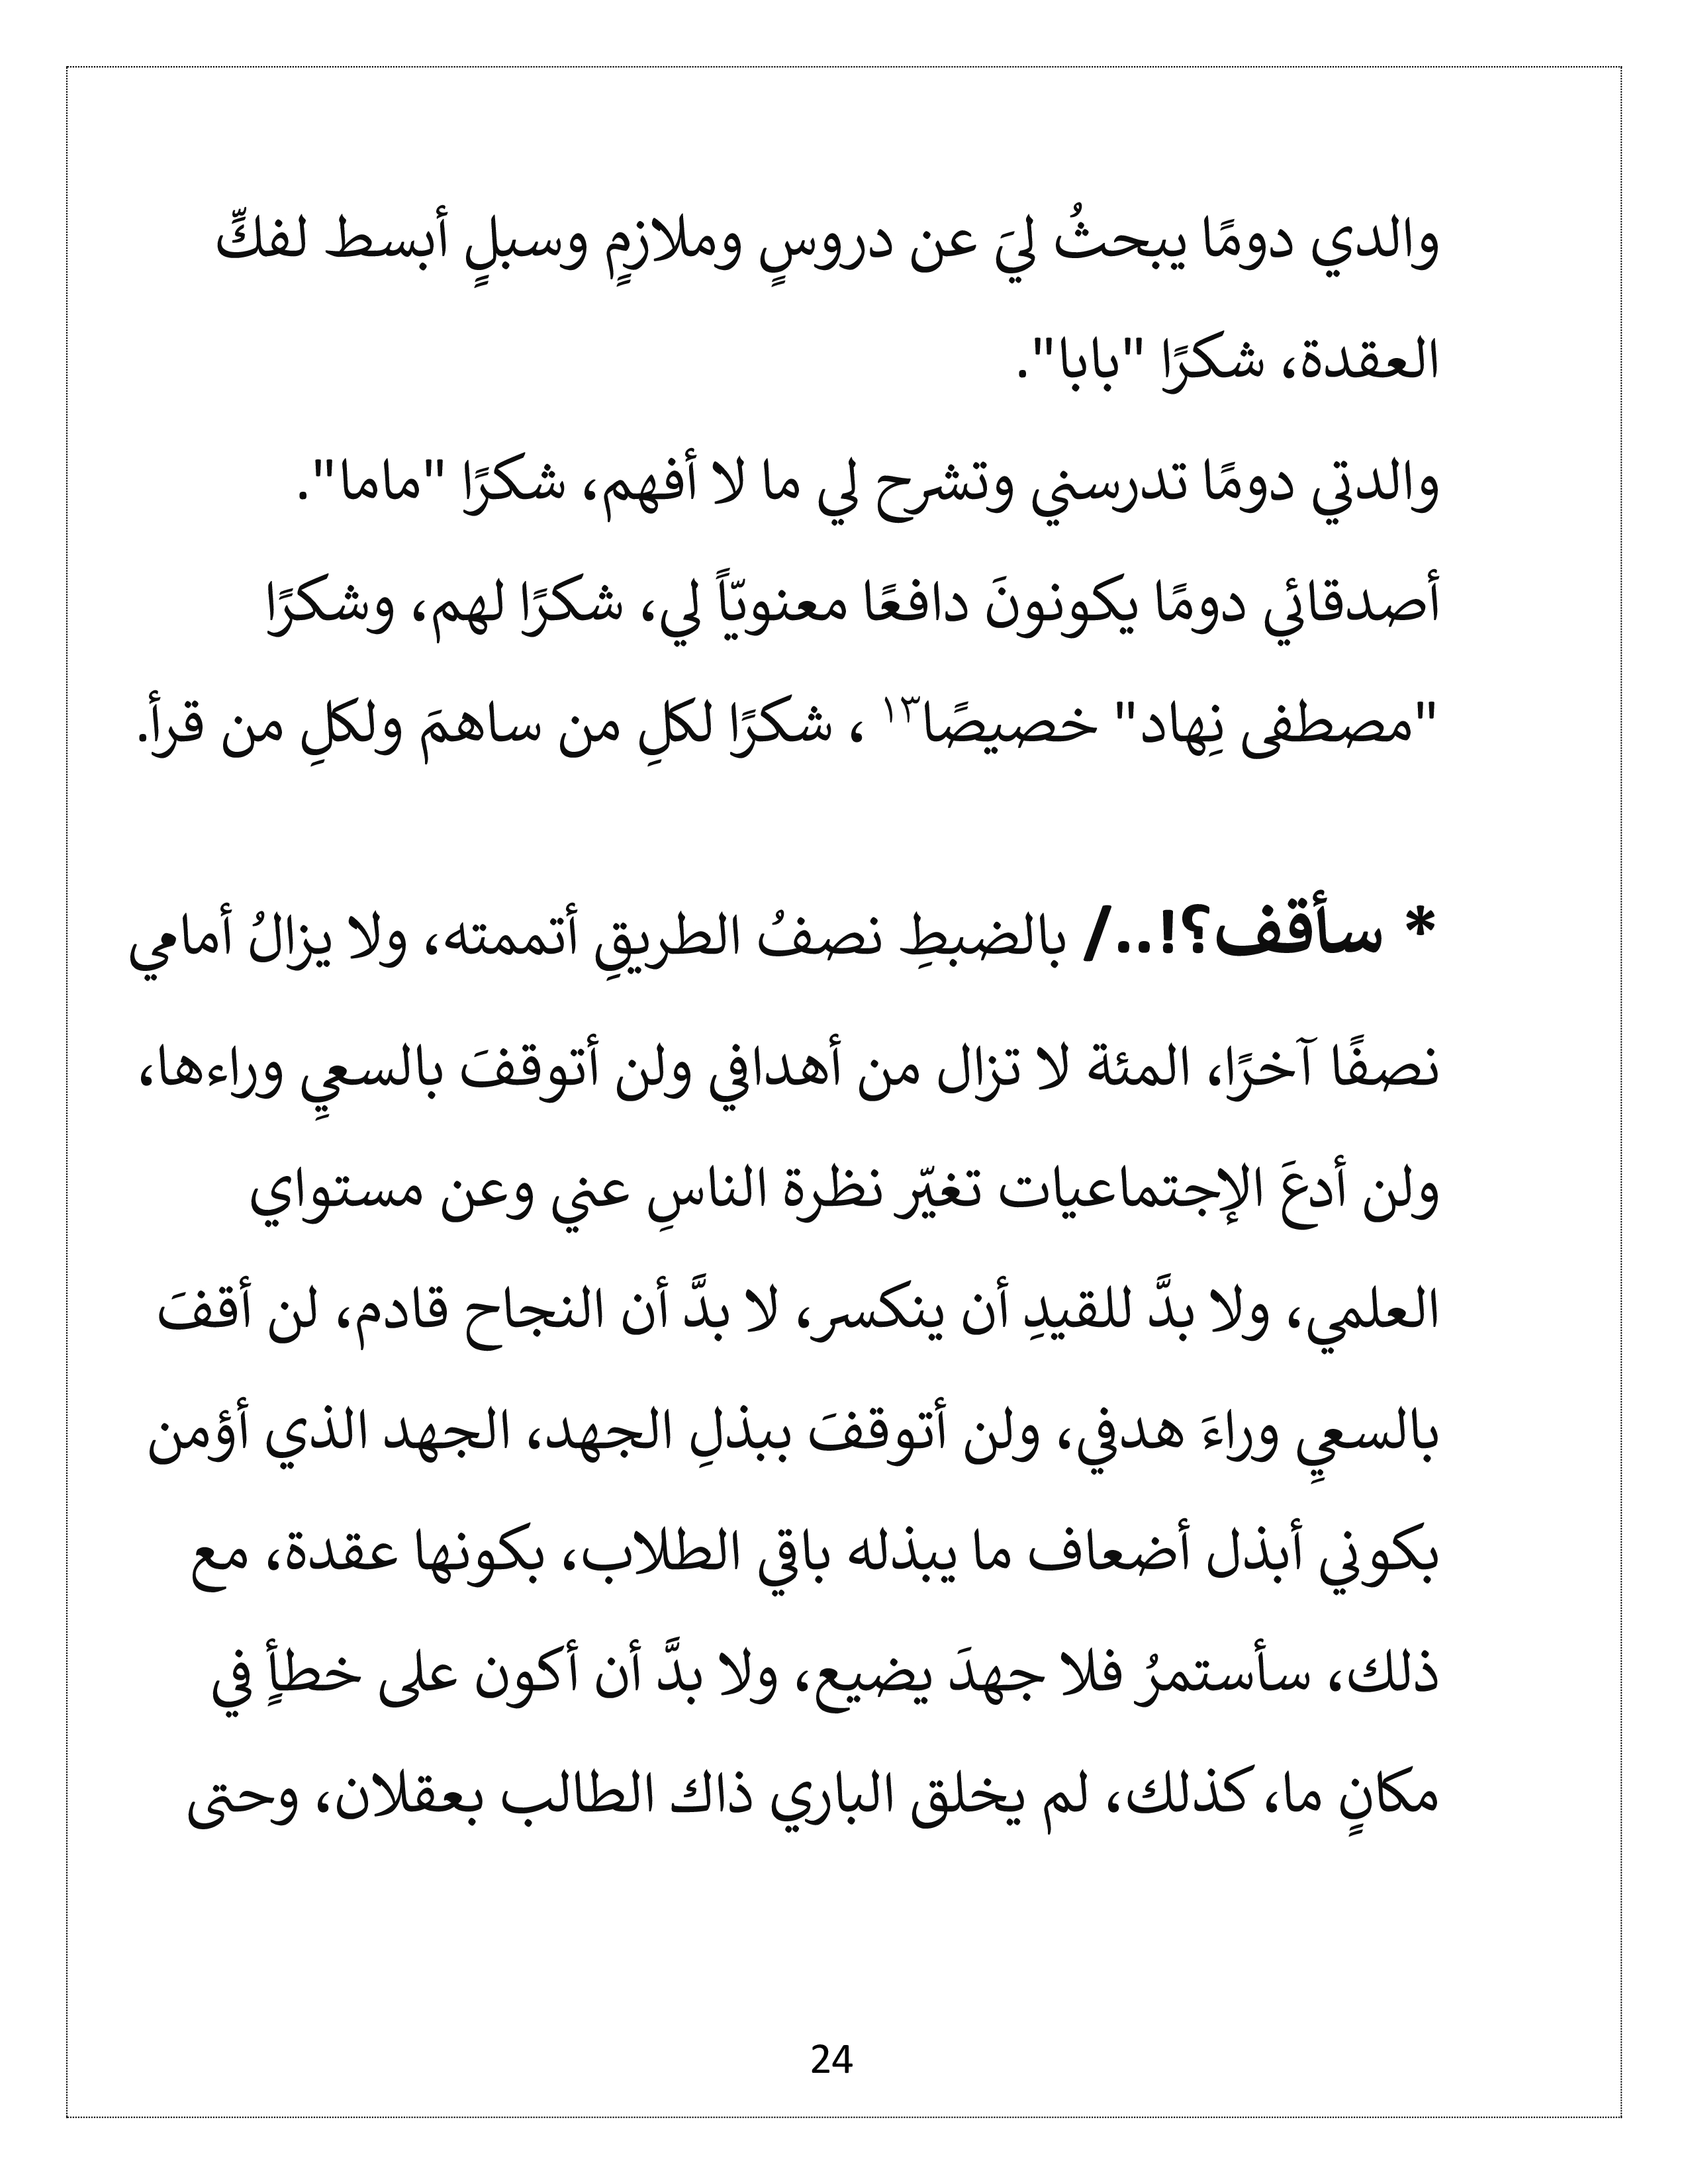 والدي دومًا يبحثُ ليَ عن دروسٍ وملازمٍ وسبلٍ أبسط لفكِّ
العقدة، شكرًا "بابا".
والدتي دومًا تدرسني وتشرح لي ما لا أفهم، شكرًا "ماما".
أصدقائي دومًا يكونونَ دافعًا معنويّاً لي، شكرًا لهم، وشكرًا
"مصطفى نِهاد" خصيصًا١٣ ، شكرًا لكلِ من ساهمَ ولكلِ من قرأ.
* سأقف؟!../ بالضبطِ نصفُ الطريقِ أتممته، ولا يزالُ أمامي
نصفًا آخرًا، المئة لا تزال من أهدافي ولن أتوقفَ بالسعيِ وراءها،
ولن أدعَ الإجتماعيات تغيّر نظرة الناسِ عني وعن مستواي
العلمي، ولا بدَّ للقيدِ أن ينكسر، لا بدَّ أن النجاح قادم، لن أقفَ
بالسعيِ وراءَ هدفي، ولن أتوقفَ ببذلِ الجهد، الجهد الذي أؤمن
بكوني أبذل أضعاف ما يبذله باقي الطلاب، بكونها عقدة، مع
ذلك، سأستمرُ فلا جهدَ يضيع، ولا بدَّ أن أكون على خطأٍ في
مكانٍ ما، كذلك، لم يخلق الباري ذاك الطالب بعقلان، وحتى
24